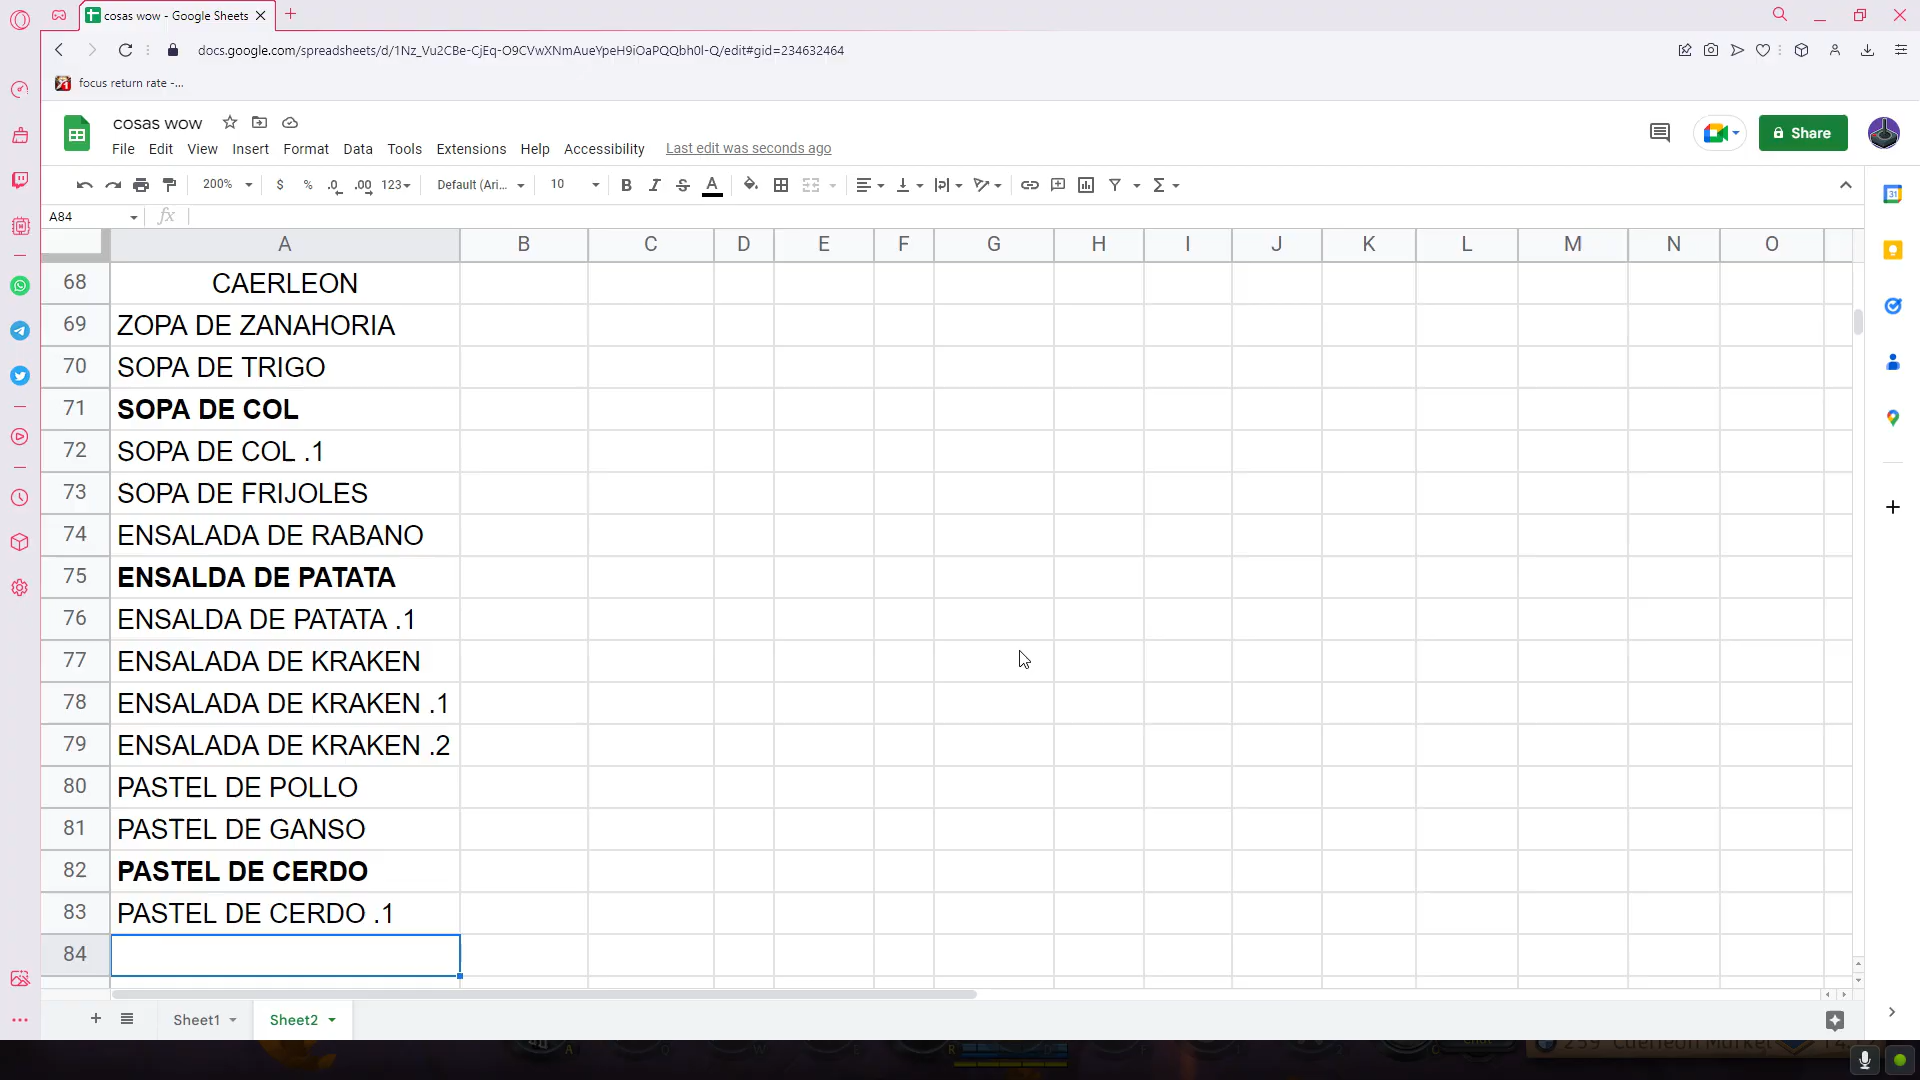 cosas wow - Google Sheets
docs.google.com/spreadsheets/d/1Nz_Vu2CBe-CjEq-O9CVwXNmAueYpeH9iOaPQQbh0l-Q/edit#gid=234632464
focus return rate -...
cosas wow
Share
File Edit View Insert Format Data Tools Extensions Help Accessibility Last edit was seconds ago
200% $ % .0 .00 123 Default (Ari... 10 B I S A
A84 fx
A B C D E F G H I J K L M N O
68 CAERLEON
69 ZOPA DE ZANAHORIA
70 SOPA DE TRIGO
71 SOPA DE COL
72 SOPA DE COL .1
73 SOPA DE FRIJOLES
74 ENSALADA DE RABANO
75 ENSALDA DE PATATA
76 ENSALDA DE PATATA .1
77 ENSALADA DE KRAKEN
78 ENSALADA DE KRAKEN .1
79 ENSALADA DE KRAKEN .2
80 PASTEL DE POLLO
81 PASTEL DE GANSO
82 PASTEL DE CERDO
83 PASTEL DE CERDO .1
84
Sheet1 Sheet2
Caerleon Market